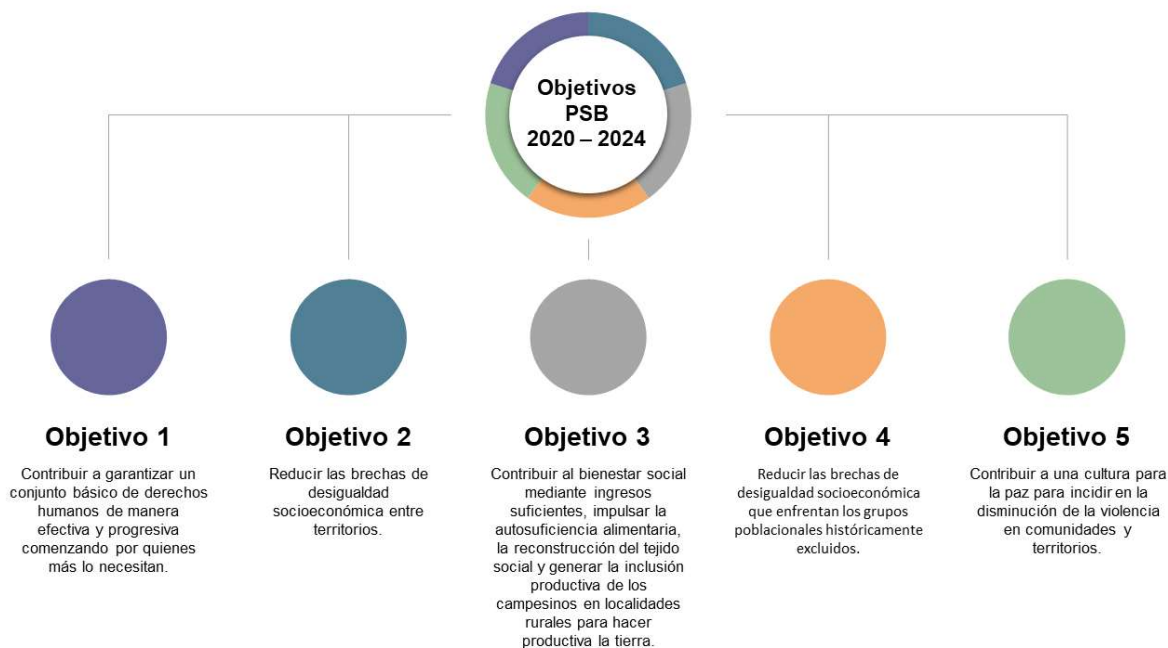 Objetivos
PSB
2020 – 2024
Objetivo 1
Contribuir a garantizar un
conjunto básico de derechos
humanos de manera
efectiva y progresiva
comenzando por quienes
más lo necesitan.
Objetivo 2
Reducir las brechas de
desigualdad
socioeconómica entre
territorios.
Objetivo 3
Contribuir al bienestar social
mediante ingresos
suficientes, impulsar la
autosuficiencia alimentaria,
la reconstrucción del tejido
social y generar la inclusión
productiva de los
campesinos en localidades
rurales para hacer
productiva la tierra.
Objetivo 4
Reducir las brechas de
desigualdad socioeconómica
que enfrentan los grupos
poblacionales históricamente
excluidos.
Objetivo 5
Contribuir a una cultura para
la paz para incidir en la
disminución de la violencia
en comunidades y
territorios.